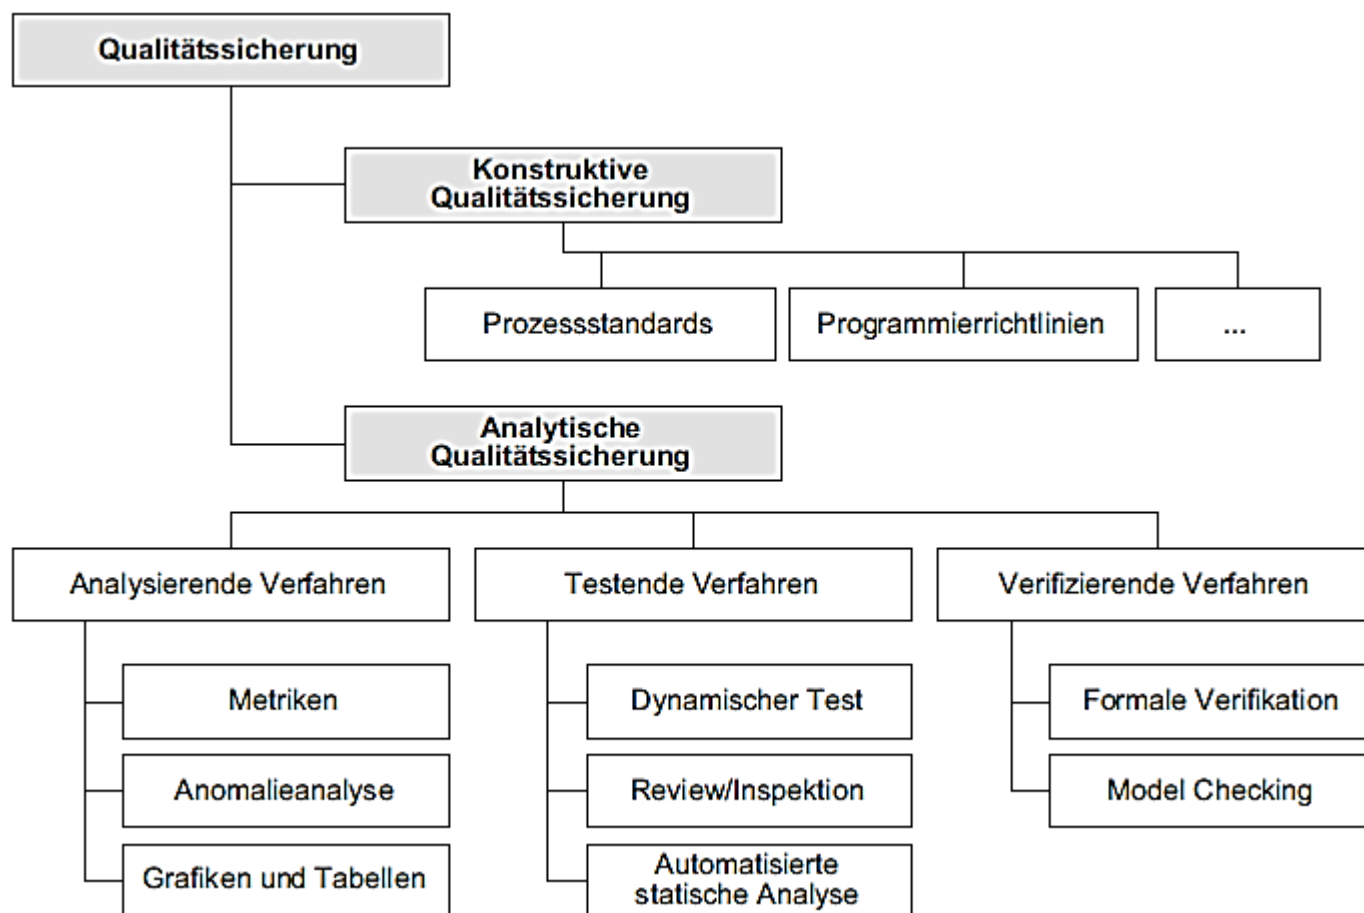 Qualitätssicherung
Konstruktive
Qualitätssicherung
Prozessstandards
Programmierrichtlinien
...
Analytische
Qualitätssicherung
Analysierende Verfahren
Testende Verfahren
Verifizierende Verfahren
Metriken
Dynamischer Test
Formale Verifikation
Anomalieanalyse
Review/Inspektion
Model Checking
Grafiken und Tabellen
Automatisierte
statische Analyse